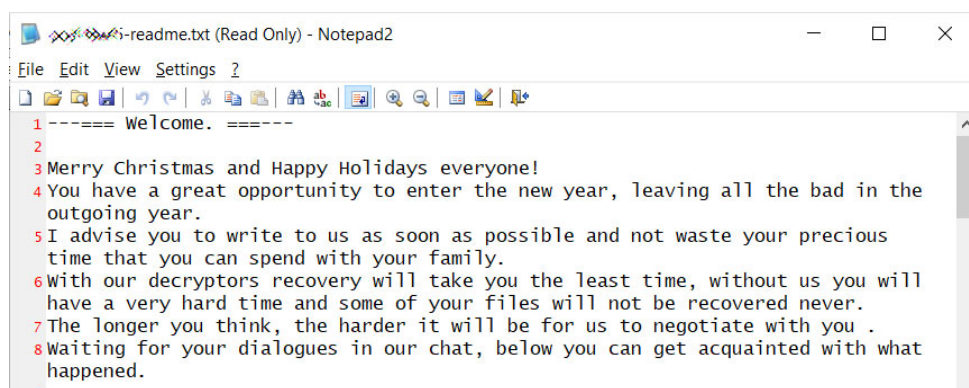 i-readme.txt (Read Only) - Notepad2
File Edit View Settings ?
1 ---=== Welcome. ===---
2
3 Merry Christmas and Happy Holidays everyone!
4 You have a great opportunity to enter the new year, leaving all the bad in the
outgoing year.
5 I advise you to write to us as soon as possible and not waste your precious
time that you can spend with your family.
6 With our decryptors recovery will take you the least time, without us you will
have a very hard time and some of your files will not be recovered never.
7 The longer you think, the harder it will be for us to negotiate with you .
8 Waiting for your dialogues in our chat, below you can get acquainted with what
happened.